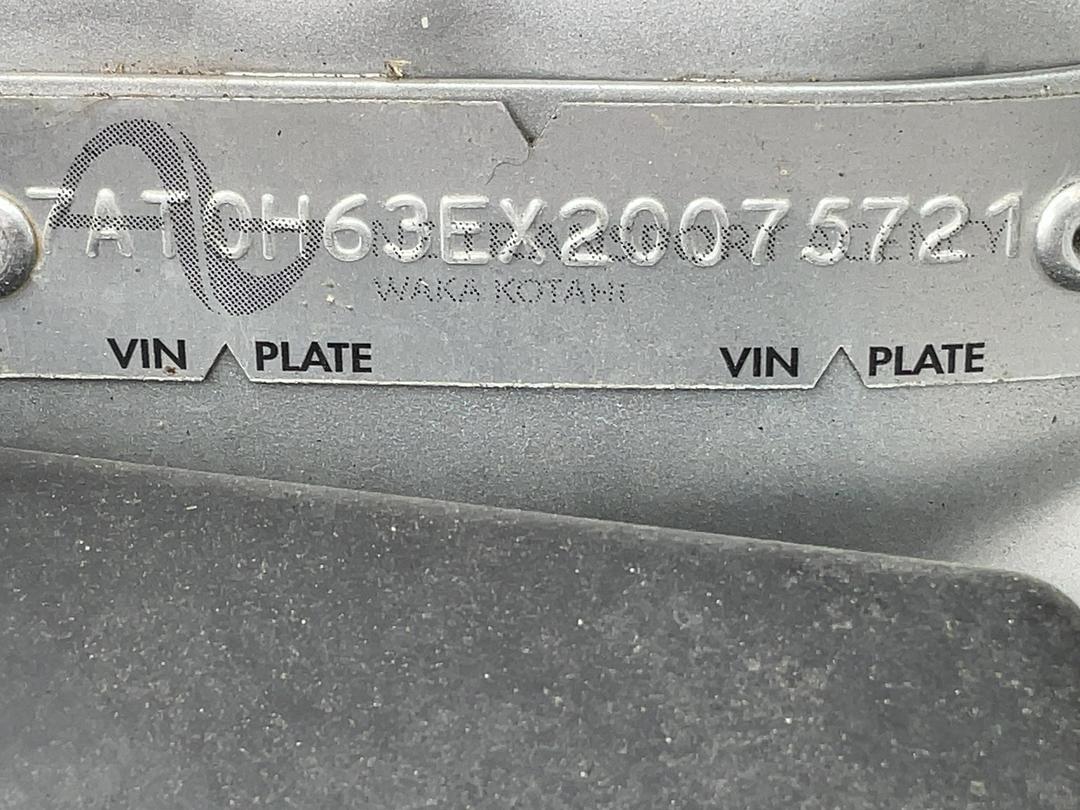 7AT0H63EX20075721
WAKA KOTAHI
VIN PLATE VIN PLATE